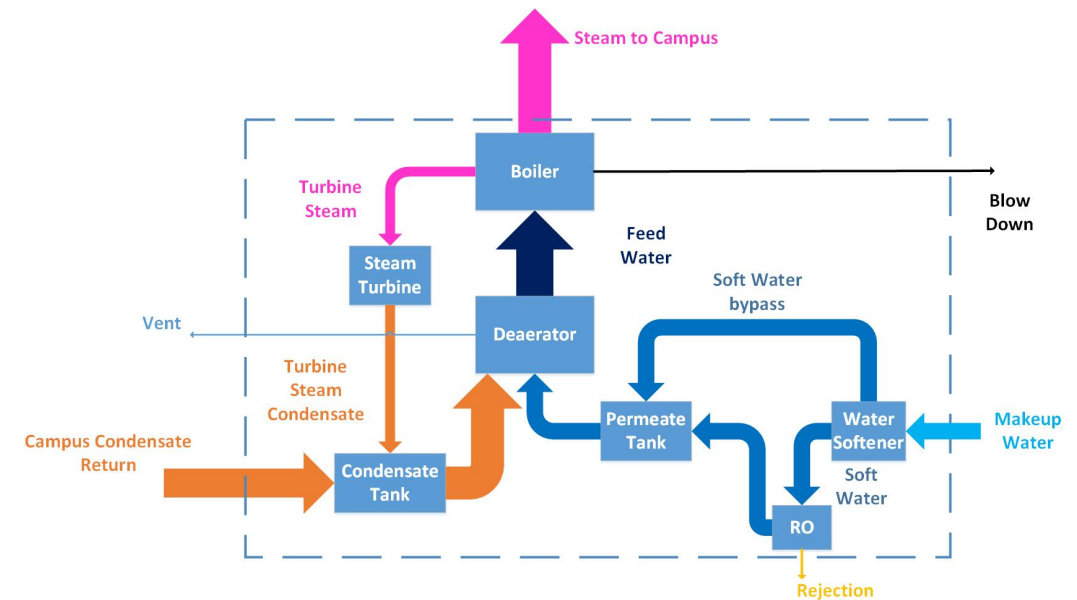 Steam to Campus
Boiler
Turbine
Steam
Blow
Down
Feed
Water
Steam
Turbine
Soft Water
bypass
Vent
Deaerator
Turbine
Steam
Condensate
Permeate
Tank
Water
Softener
Makeup
Water
Campus Condensate
Return
Condensate
Tank
Soft
Water
RO
Rejection